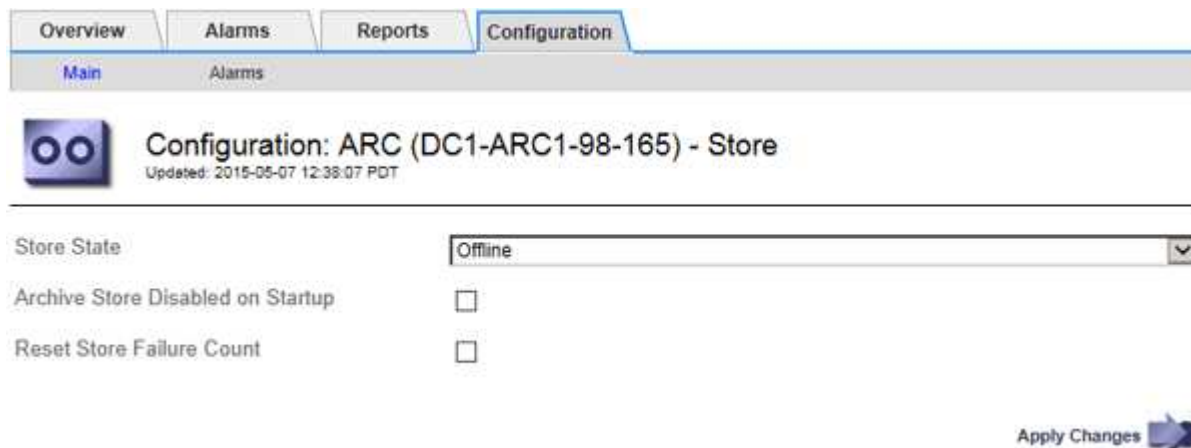 Overview Alarms Reports Configuration
Main Alarms
Configuration: ARC (DC1-ARC1-98-165) - Store
Updated: 2015-05-07 12:38:07 PDT
Store State Offline
Archive Store Disabled on Startup
Reset Store Failure Count
Apply Changes